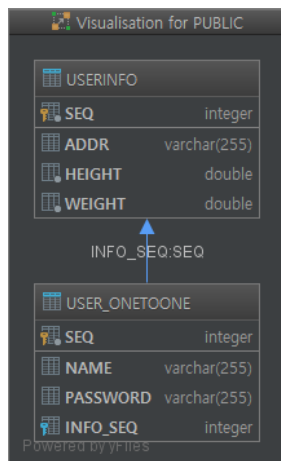 Visualisation for PUBLIC
USERINFO
SEQ integer
ADDR varchar(255)
HEIGHT double
WEIGHT double
INFO_SEQ:SEQ
USER_ONETOONE
SEQ integer
NAME varchar(255)
PASSWORD varchar(255)
INFO_SEQ integer
Powered by yFiles